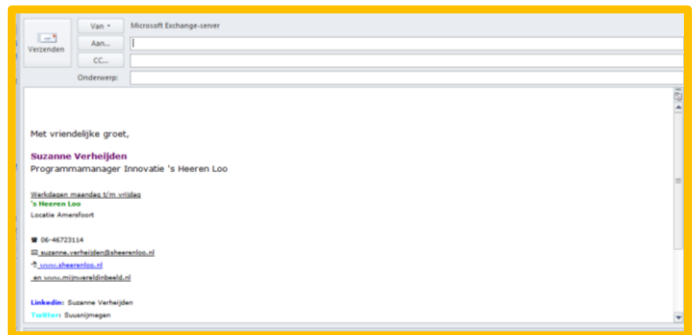 Van
Microsoft Exchange-server
Verzenden
Aan...
CC...
Onderwerp:
Met vriendelijke groet,
Suzanne Verheijden
Programmamanager Innovatie 's Heeren Loo
Werkdagen maandag t/m vrijdag
's Heeren Loo
Locatie Amersfoort
☎ 06-46723114
suzanne.verheijden@sheerenloo.nl
www.sheerenloo.nl
en www.mijnwereldinbeeld.nl
Linkedin: Suzanne Verheijden
Twitter: Suusnijmegen